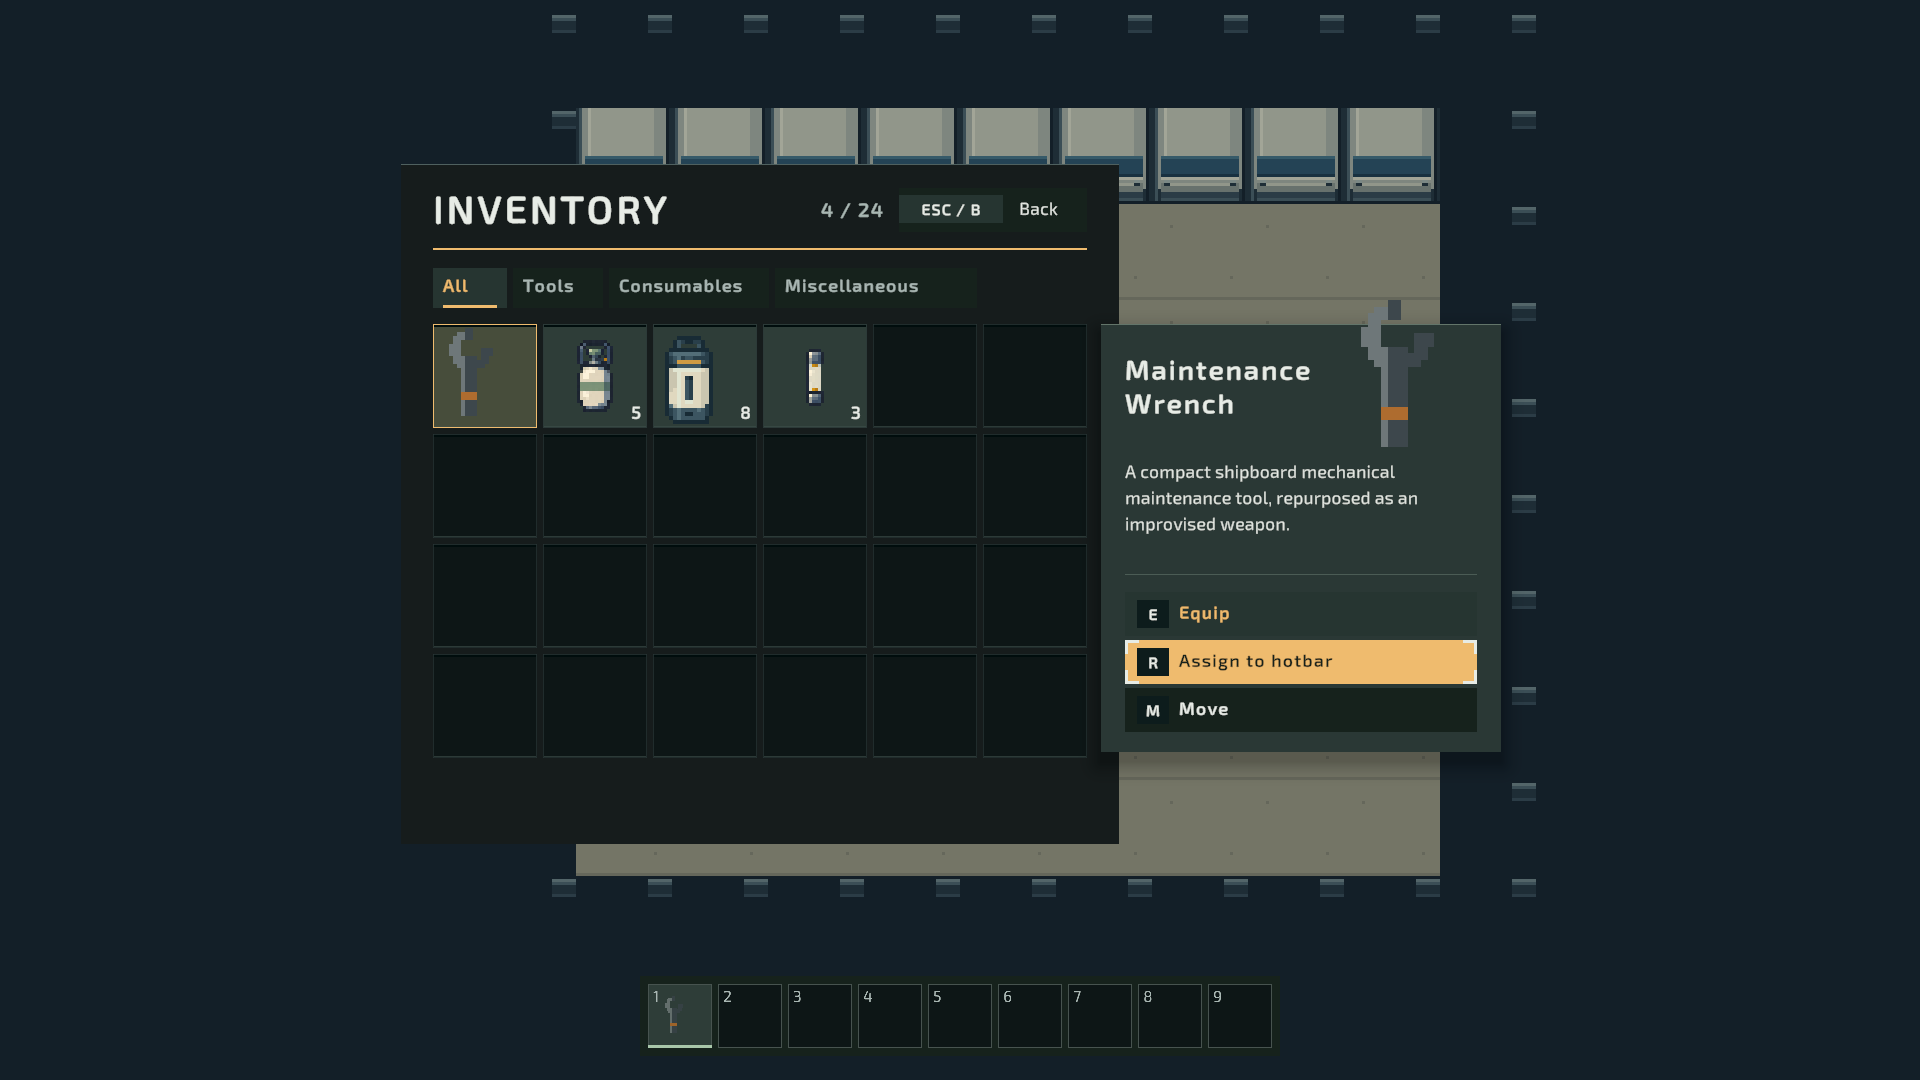 INVENTORY
4 / 24
ESC / B Back
All Tools Consumables Miscellaneous
5 8 3
Maintenance
Wrench
A compact shipboard mechanical
maintenance tool, repurposed as an
improvised weapon.
E Equip
R Assign to hotbar
M Move
1 2 3 4 5 6 7 8 9